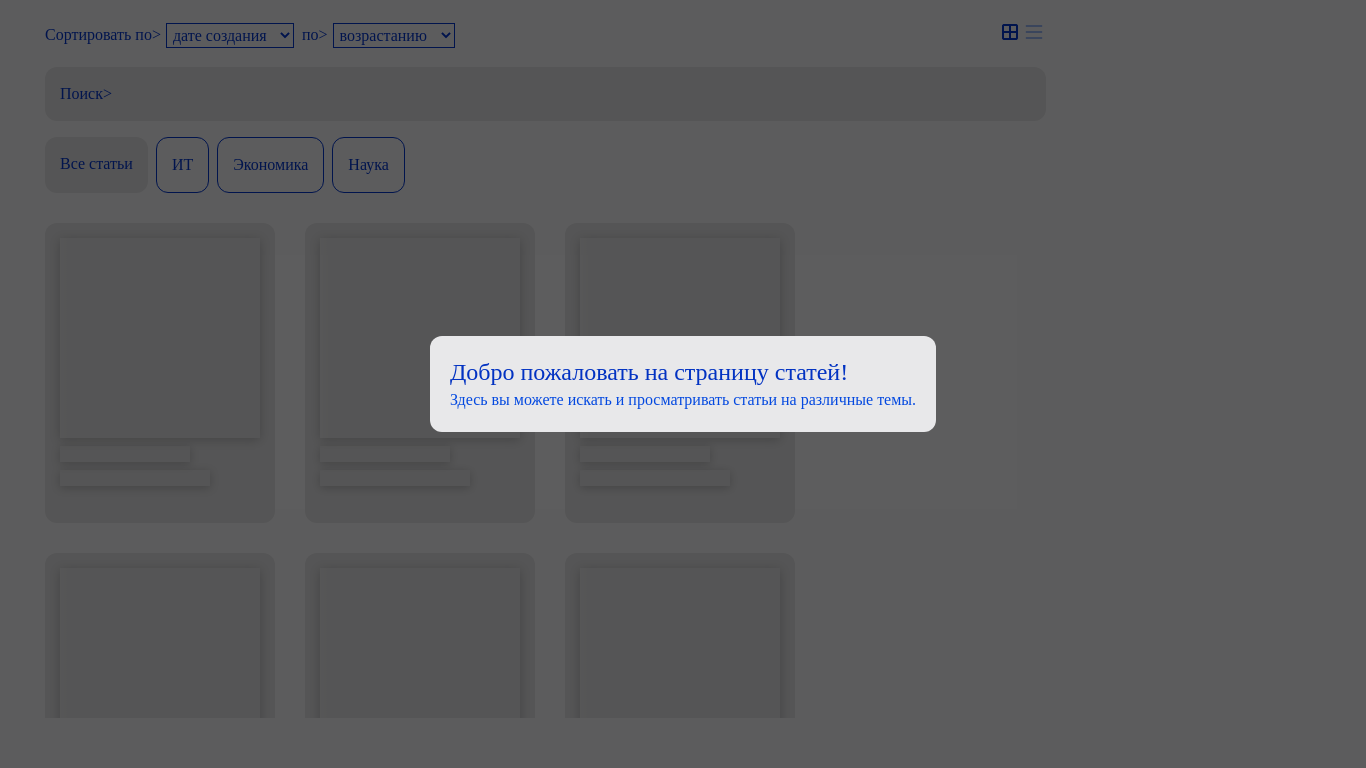 Сортировать по> дате создания по> возрастанию
Поиск>
Все статьи ИТ Экономика Наука
Добро пожаловать на страницу статей!
Здесь вы можете искать и просматривать статьи на различные темы.